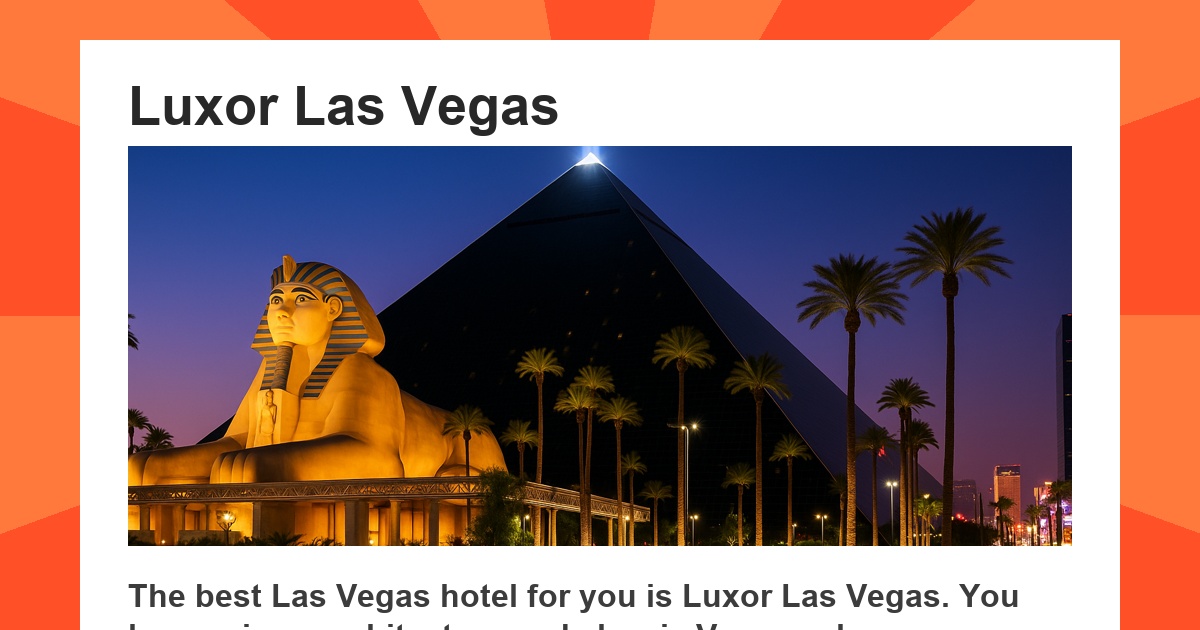 Luxor Las Vegas
The best Las Vegas hotel for you is Luxor Las Vegas. You